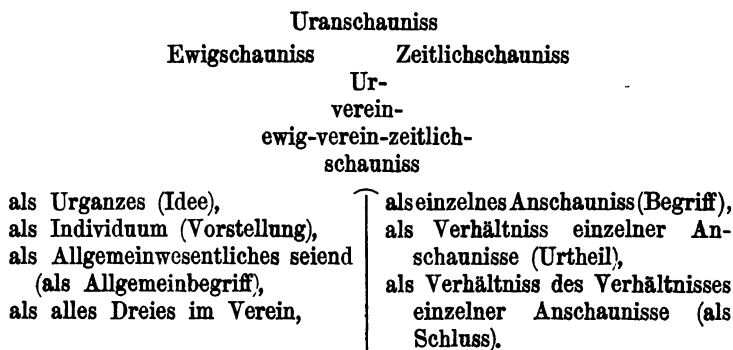 Uranschauniss
Ewigschauniss Zeitlichschauniss
Ur-
verein-
ewig-verein-zeitlich-
schauniss
als Urganzes (Idee),
als Individuum (Vorstellung),
als Allgemeinwesentliches seiend
(als Allgemeinbegriff),
als alles Dreies im Verein,
als einzelnes Anschauniss (Begriff),
als Verhältniss einzelner An-
schaunisse (Urtheil),
als Verhältniss des Verhältnisses
einzelner Anschaunisse (als
Schluss).